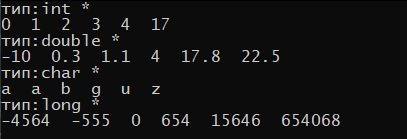 тип:int *
0 1 2 3 4 17
тип:double *
-10 0.3 1.1 4 17.8 22.5
тип:char *
a a b g u z
тип:long *
-4564 -555 0 654 15646 654068